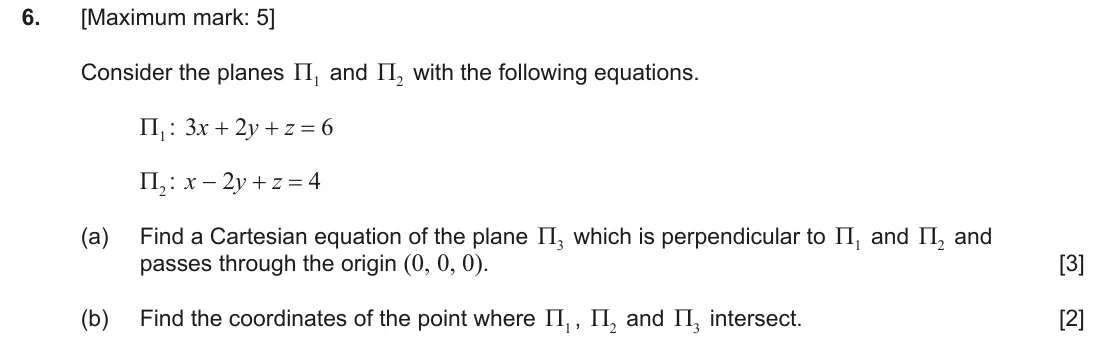 6. [Maximum mark: 5]
Consider the planes Π₁ and Π₂ with the following equations.
Π₁: 3x + 2y + z = 6
Π₂: x − 2y + z = 4
(a) Find a Cartesian equation of the plane Π₃ which is perpendicular to Π₁ and Π₂ and
passes through the origin (0, 0, 0). [3]
(b) Find the coordinates of the point where Π₁, Π₂ and Π₃ intersect. [2]